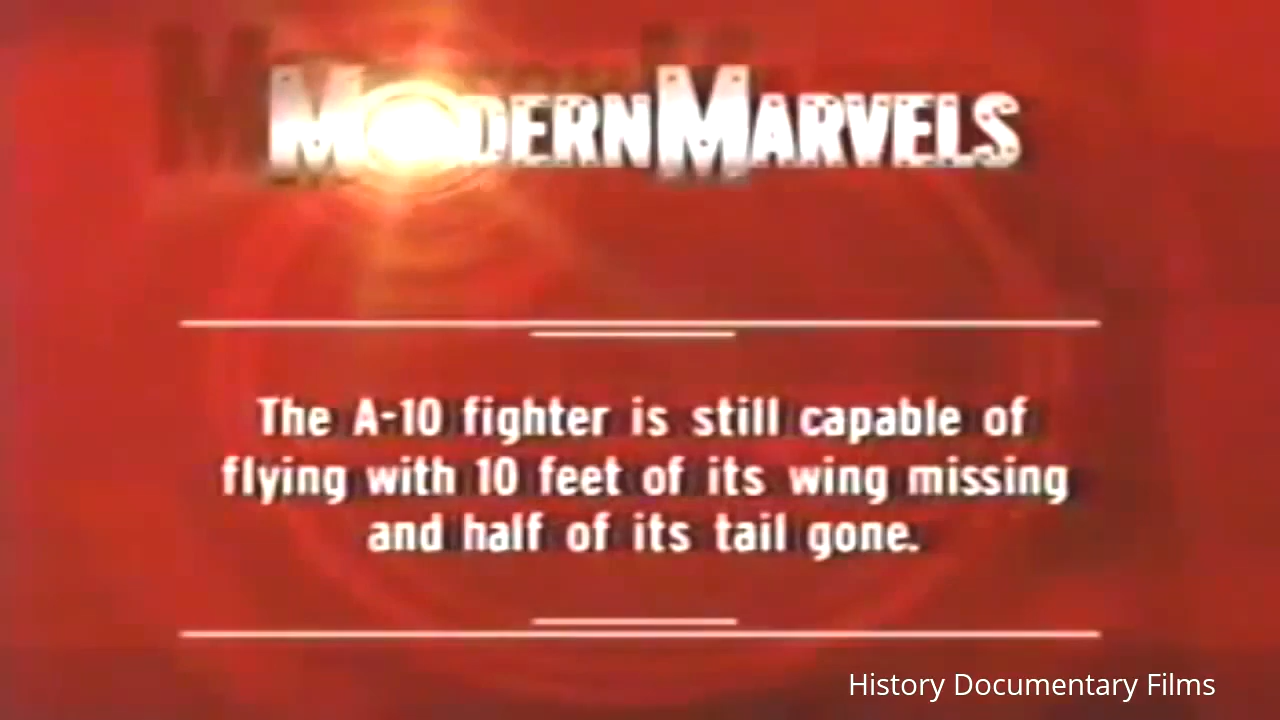 MODERN MARVELS
The A-10 fighter is still capable of
flying with 10 feet of its wing missing
and half of its tail gone.
History Documentary Films